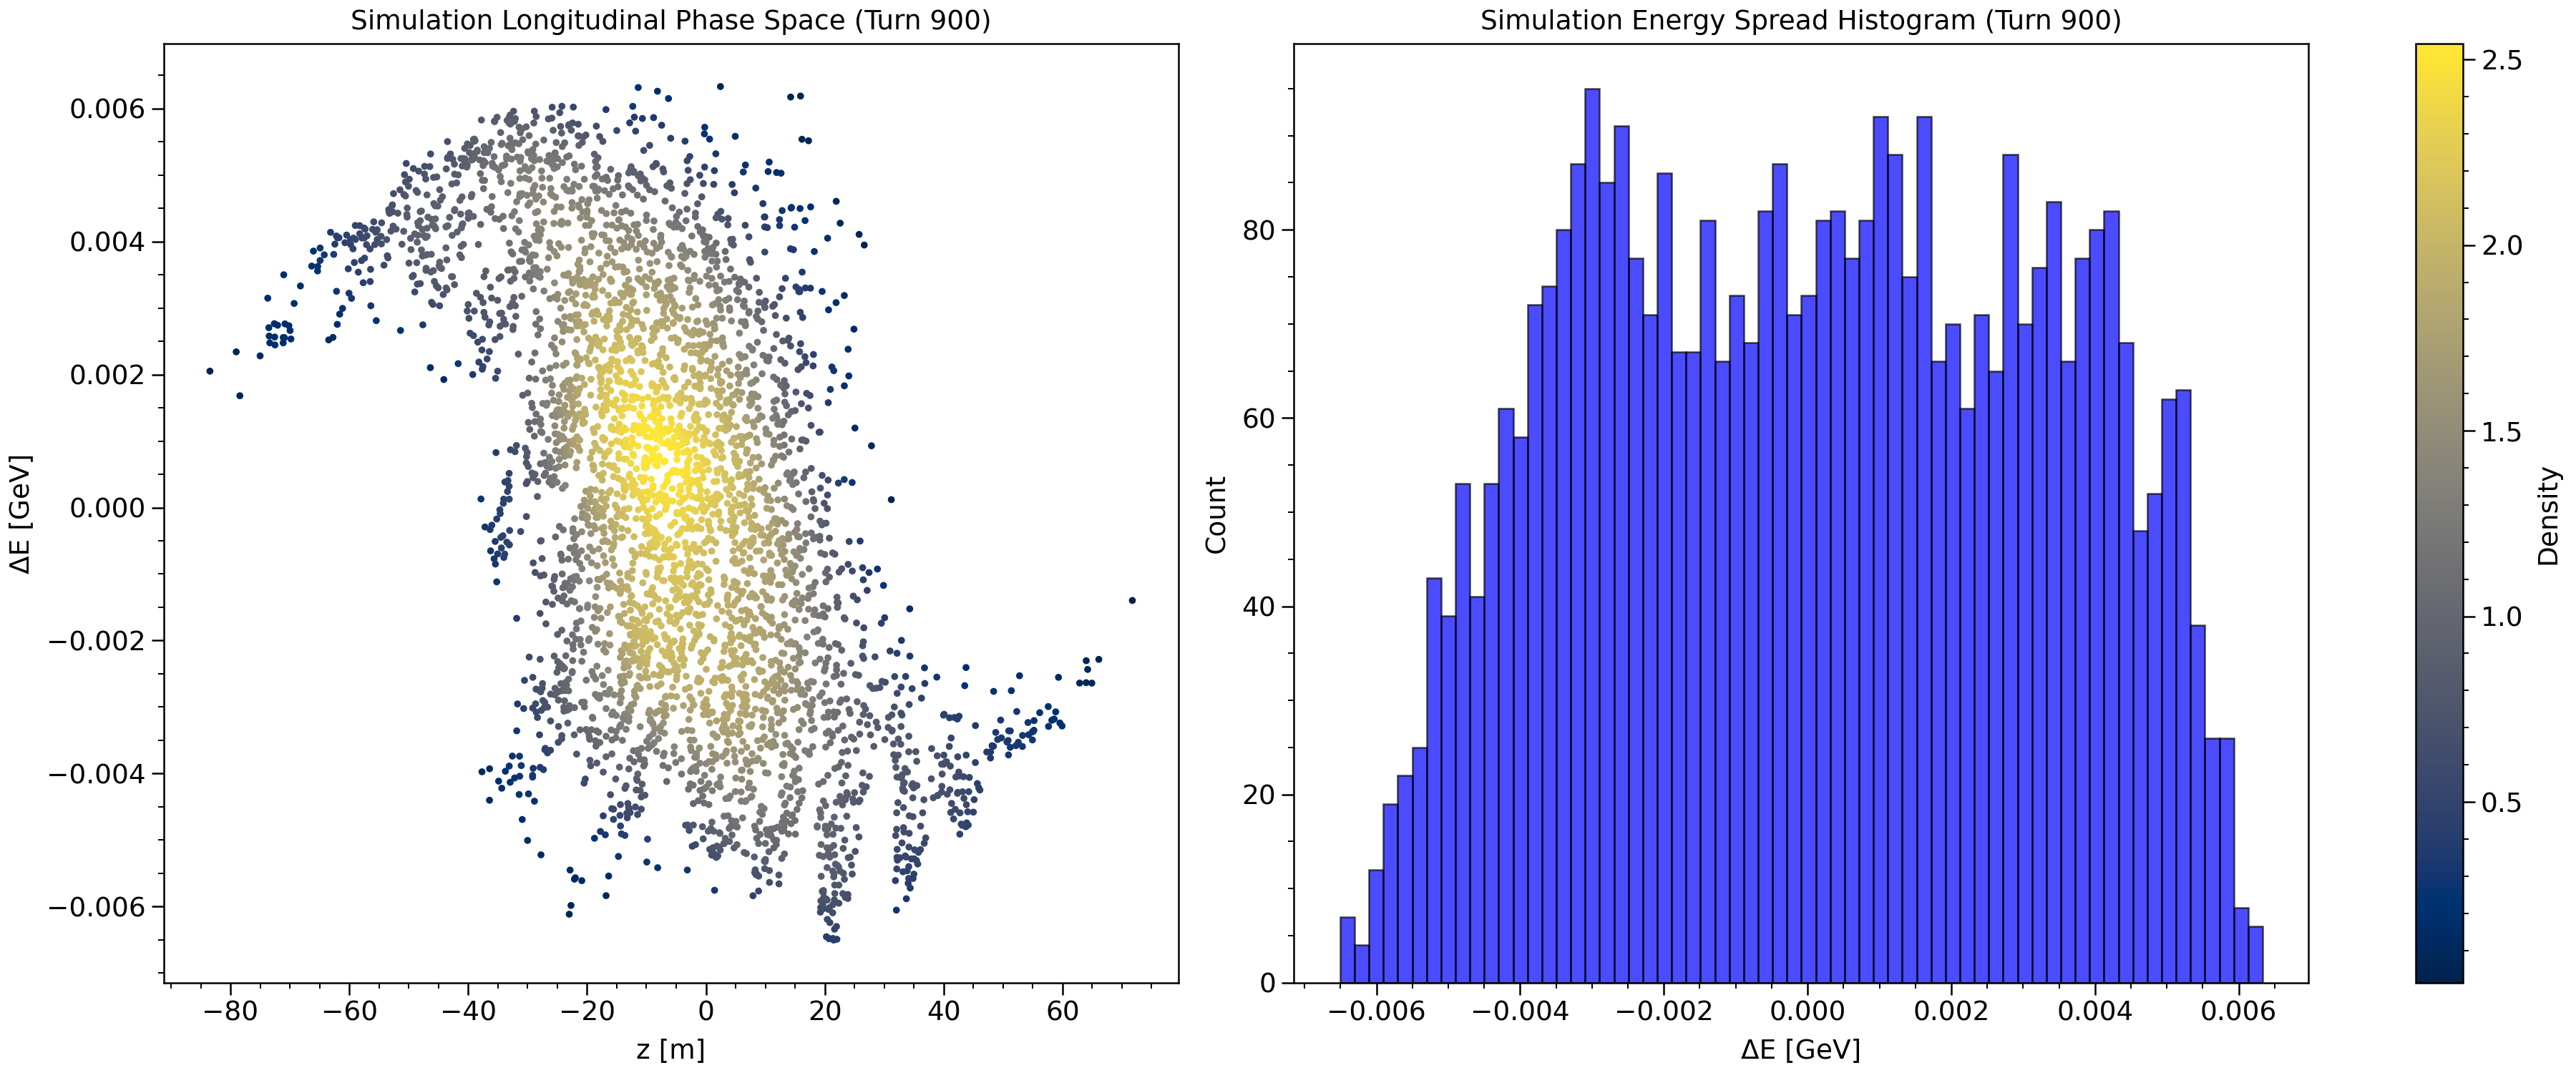 Simulation Longitudinal Phase Space (Turn 900)
ΔE [GeV]
0.006
0.004
0.002
0.000
−0.002
−0.004
−0.006
−80 −60 −40 −20 0 20 40 60
z [m]
Simulation Energy Spread Histogram (Turn 900)
Count
80
60
40
20
0
−0.006 −0.004 −0.002 0.000 0.002 0.004 0.006
ΔE [GeV]
2.5
2.0
1.5
1.0
0.5
Density